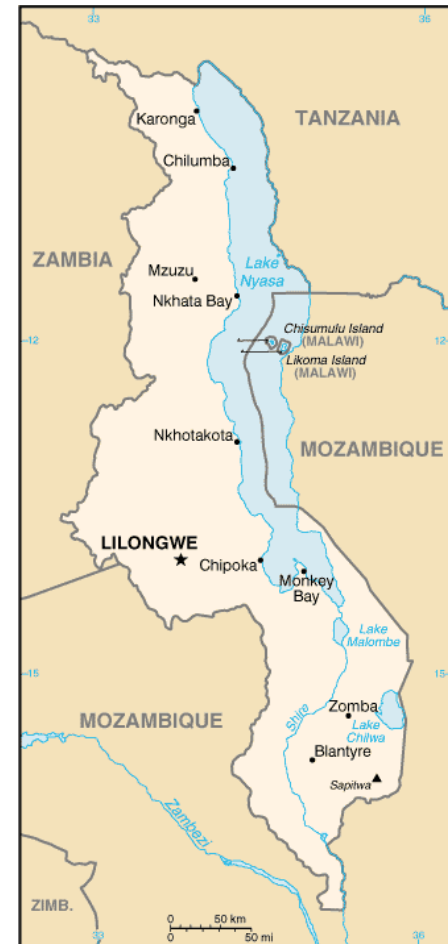 33
36
Karonga
TANZANIA
Chilumba
ZAMBIA
Lake
Nyasa
Mzuzu
Nkhata Bay
Chisumulu Island
(MALAWI)
12
12
Likoma Island
(MALAWI)
Nkhotakota
MOZAMBIQUE
LILONGWE
Chipoka
Monkey
Bay
Lake
Malombe
15
15
Zomba
MOZAMBIQUE
Shire
Lake
Chilwa
Blantyre
Sapitwa
Zambezi
ZIMB.
0 50 km
0 50 mi
33
36